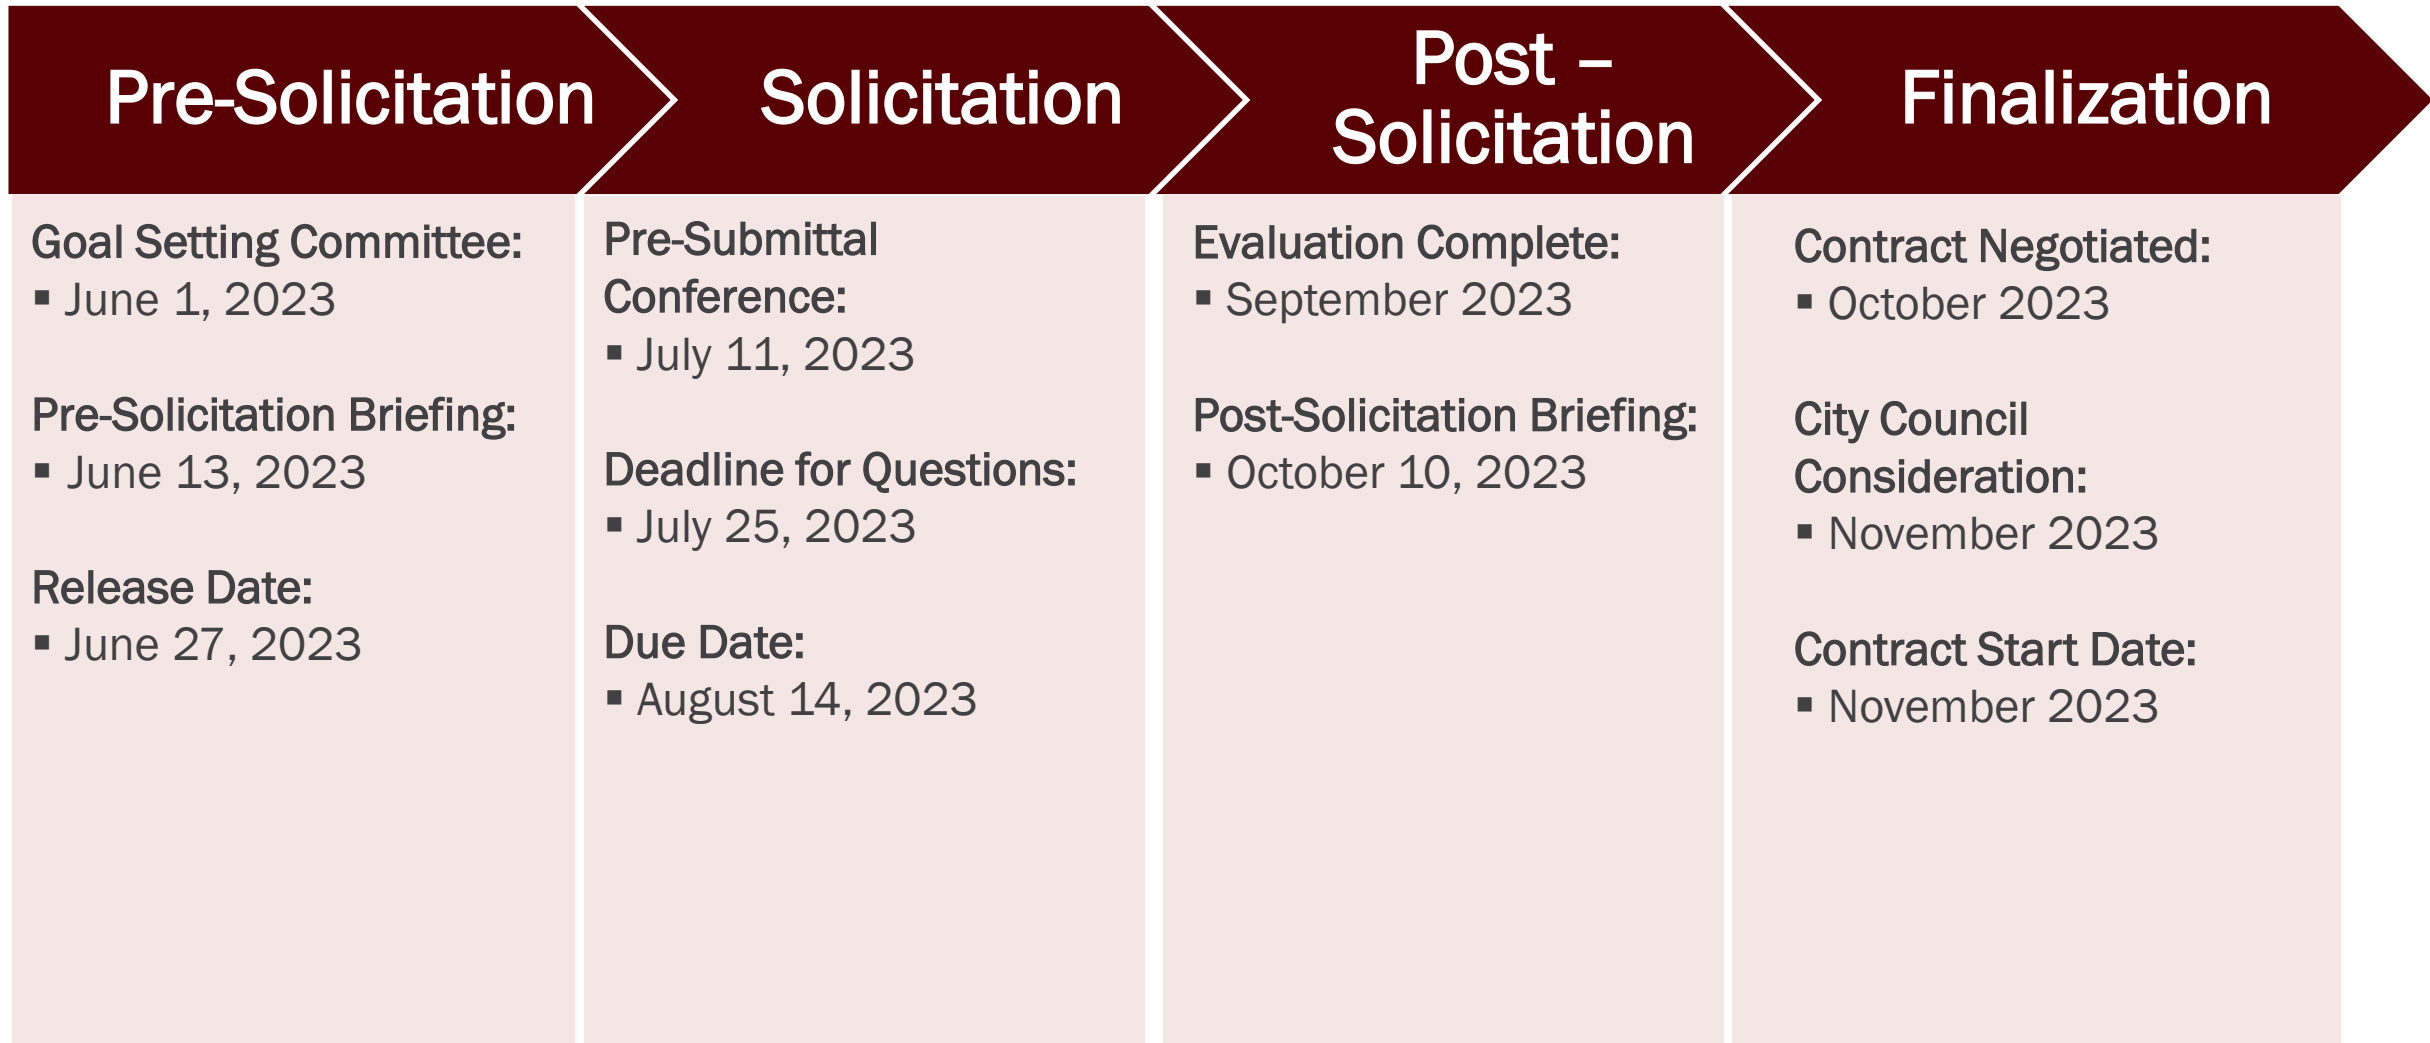 Pre-Solicitation
Solicitation
Post –
Solicitation
Finalization
Goal Setting Committee:
▪ June 1, 2023
Pre-Solicitation Briefing:
▪ June 13, 2023
Release Date:
▪ June 27, 2023
Pre-Submittal
Conference:
▪ July 11, 2023
Deadline for Questions:
▪ July 25, 2023
Due Date:
▪ August 14, 2023
Evaluation Complete:
▪ September 2023
Post-Solicitation Briefing:
▪ October 10, 2023
Contract Negotiated:
▪ October 2023
City Council
Consideration:
▪ November 2023
Contract Start Date:
▪ November 2023